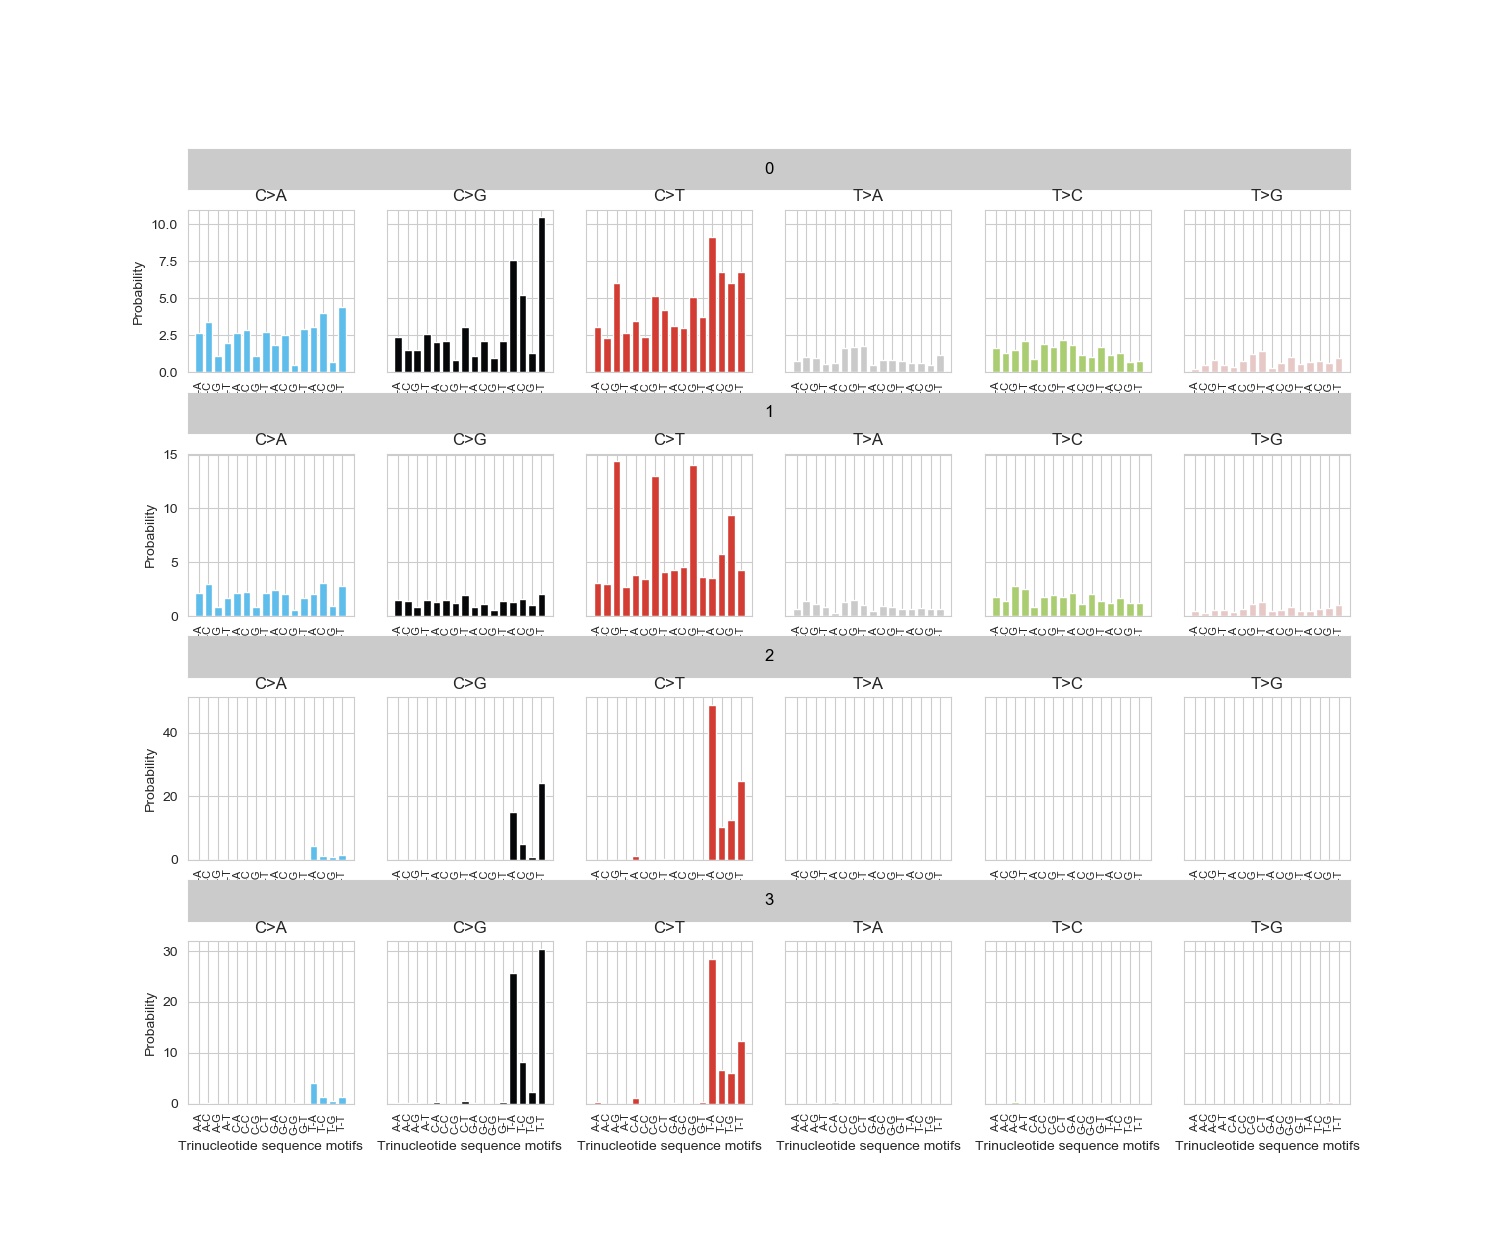 0
C>A C>G C>T T>A T>C T>G
10.0
7.5
5.0
2.5
0.0
Probability
1
C>A C>G C>T T>A T>C T>G
15
10
5
0
Probability
2
C>A C>G C>T T>A T>C T>G
40
20
0
Probability
3
C>A C>G C>T T>A T>C T>G
30
20
10
0
Probability
A-A A-C A-G A-T C-A C-C C-G C-T G-A G-C G-G G-T T-A T-C T-G T-T A-A A-C A-G A-T C-A C-C C-G C-T G-A G-C G-G G-T T-A T-C T-G T-T A-A A-C A-G A-T C-A C-C C-G C-T G-A G-C G-G G-T T-A T-C T-G T-T A-A A-C A-G A-T C-A C-C C-G C-T G-A G-C G-G G-T T-A T-C T-G T-T A-A A-C A-G A-T C-A C-C C-G C-T G-A G-C G-G G-T T-A T-C T-G T-T A-A A-C A-G A-T C-A C-C C-G C-T G-A G-C G-G G-T T-A T-C T-G T-T
Trinucleotide sequence motifs Trinucleotide sequence motifs Trinucleotide sequence motifs Trinucleotide sequence motifs Trinucleotide sequence motifs Trinucleotide sequence motifs